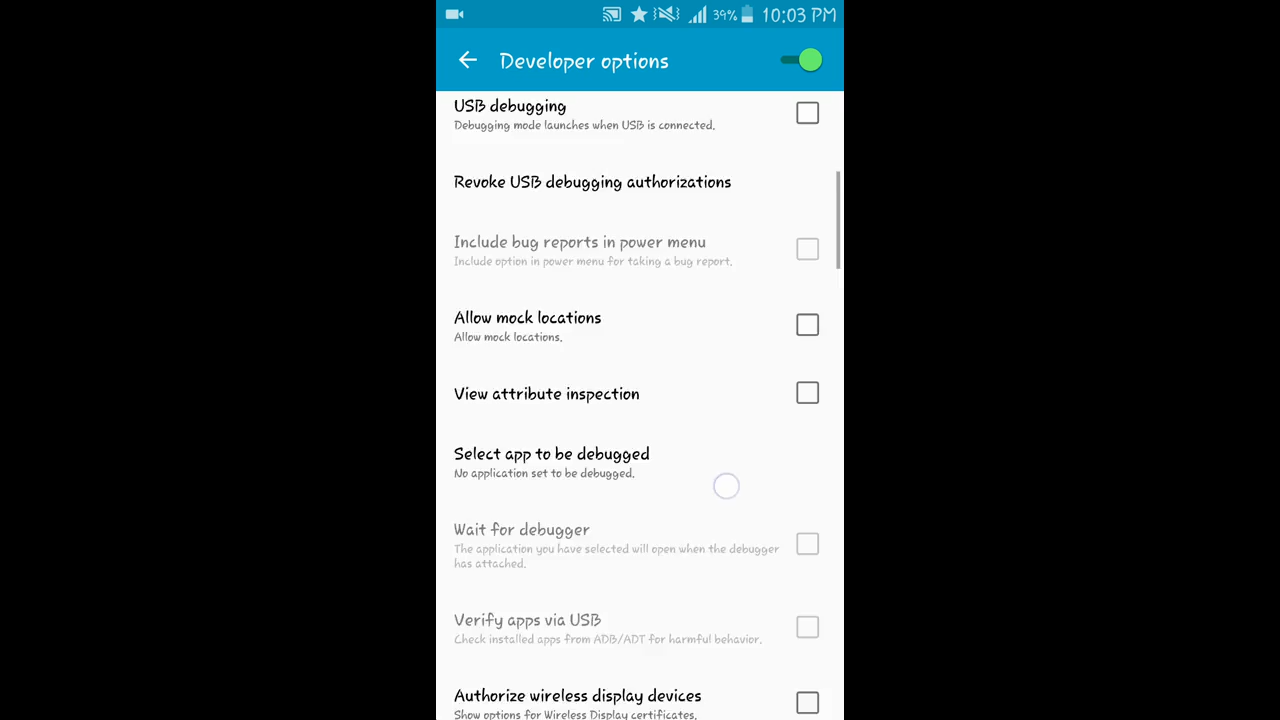 39% 10:03 PM
Developer options
USB debugging
Debugging mode launches when USB is connected.
Revoke USB debugging authorizations
Include bug reports in power menu
Include option in power menu for taking a bug report.
Allow mock locations
Allow mock locations.
View attribute inspection
Select app to be debugged
No application set to be debugged.
Wait for debugger
The application you have selected will open when the debugger
has attached.
Verify apps via USB
Check installed apps from ADB/ADT for harmful behavior.
Authorize wireless display devices
Show options for Wireless Display certificates.